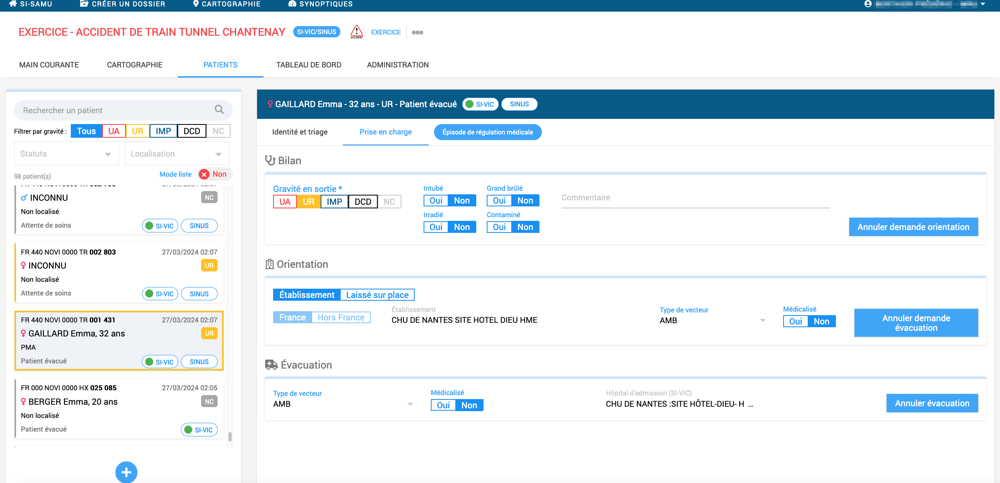 SI-SAMU CRÉER UN DOSSIER CARTOGRAPHIE SYNOPTIQUES
EXERCICE - ACCIDENT DE TRAIN TUNNEL CHANTENAY SI-VIC/SINUS ACCIDENT EXERCICE
MAIN COURANTE CARTOGRAPHIE PATIENTS TABLEAU DE BORD ADMINISTRATION
Rechercher un patient
Filtrer par gravité : Tous UA UR IMP DCD NC
Statuts Localisation
98 patient(s) Mode liste Non
INCONNU NC
Non localisé
Attente de soins SI-VIC SINUS
FR 440 NOVI 0000 TR 002 803 27/03/2024 02:07
INCONNU UR
Non localisé
Attente de soins SI-VIC SINUS
FR 440 NOVI 0000 TR 001 431 27/03/2024 02:07
GAILLARD Emma, 32 ans UR
PMA
Patient évacué SI-VIC SINUS
FR 000 NOVI 0000 HX 025 085 27/03/2024 02:05
BERGER Emma, 20 ans NC
Non localisé
Patient évacué SI-VIC
GAILLARD Emma - 32 ans - UR - Patient évacué SI-VIC SINUS
Identité et triage Prise en charge Épisode de régulation médicale
Bilan
Gravité en sortie * Intubé Grand brûlé
UA UR IMP DCD NC Oui Non Oui Non Commentaire
Irradié Contaminé
Oui Non Oui Non Annuler demande orientation
Orientation
Établissement Laissé sur place
Établissement Type de vecteur Médicalisé
France Hors France CHU DE NANTES SITE HOTEL DIEU HME AMB Oui Non Annuler demande
évacuation
Évacuation
Type de vecteur Médicalisé Hôpital d'admission (SI-VIC)
AMB Oui Non CHU DE NANTES :SITE HÔTEL-DIEU- H ... Annuler évacuation